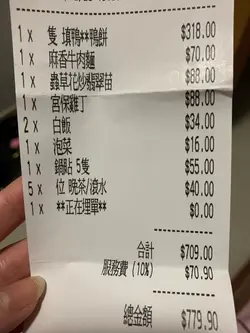 1 x 隻 填鴨**鴨餅 $318.00
1 x 麻香牛肉麵 $70.00
1 x 蟲草花炒翡翠苗 $88.00
1 x 宮保雞丁 $88.00
2 x 白飯 $34.00
1 x 泡菜 $16.00
1 x 鍋貼 5隻 $55.00
5 x 位 晚茶/滾水 $40.00
1 x **正在埋單** $0.00
合計 $709.00
服務費 (10%) $70.90
總金額 $779.90